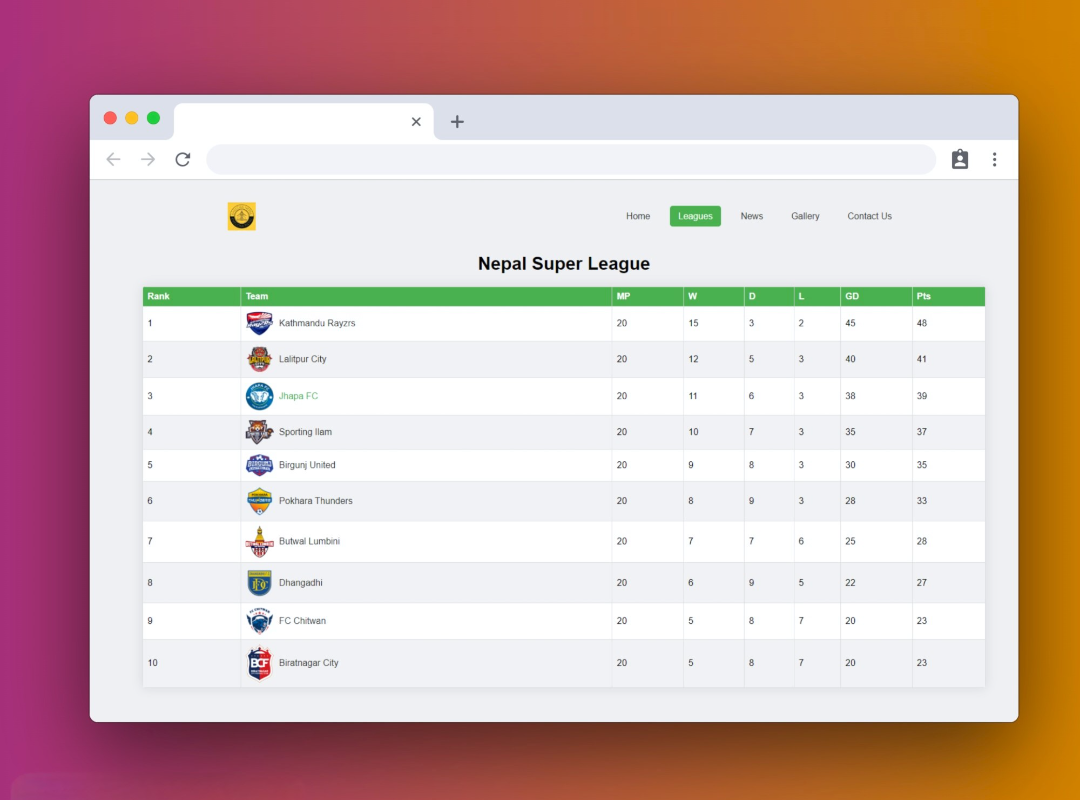 Home Leagues News Gallery Contact Us
Nepal Super League
Rank Team MP W D L GD Pts
1 Kathmandu Rayzrs 20 15 3 2 45 48
2 Lalitpur City 20 12 5 3 40 41
3 Jhapa FC 20 11 6 3 38 39
4 Sporting Ilam 20 10 7 3 35 37
5 Birgunj United 20 9 8 3 30 35
6 Pokhara Thunders 20 8 9 3 28 33
7 Butwal Lumbini 20 7 7 6 25 28
8 Dhangadhi 20 6 9 5 22 27
9 FC Chitwan 20 5 8 7 20 23
10 BCF Biratnagar City 20 5 8 7 20 23